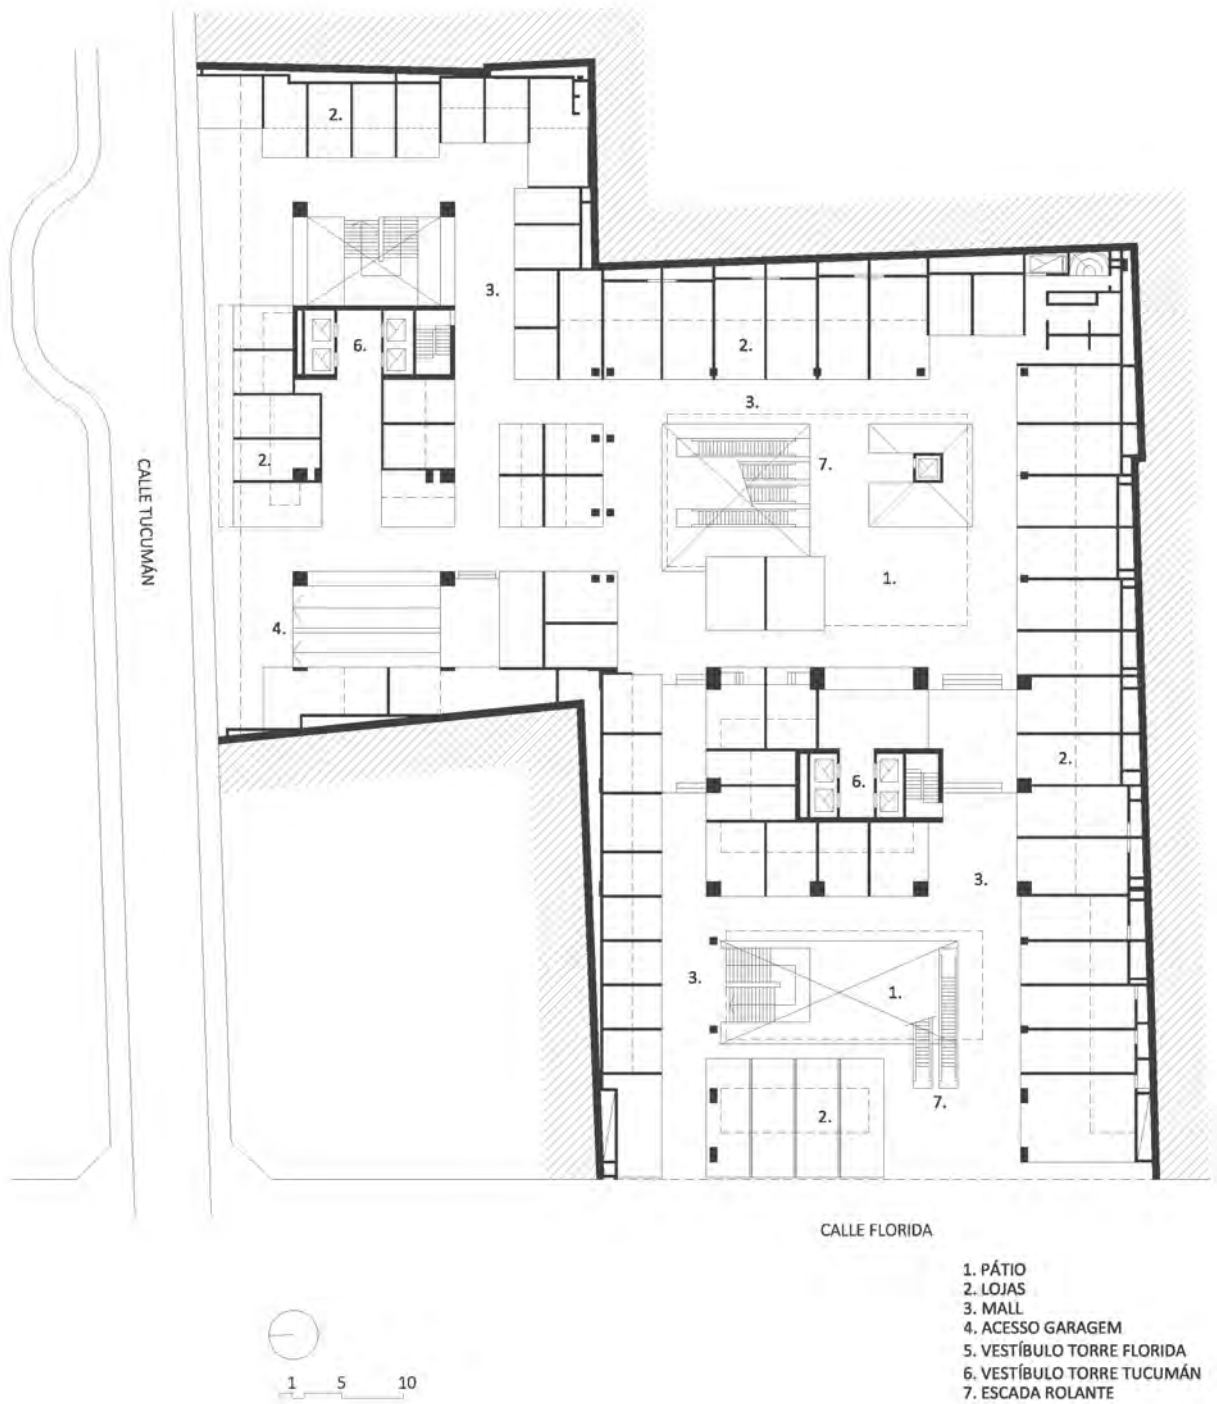 2.
3.
6.
2.
3.
7.
2.
CALLE TUCUMÁN
1.
4.
2.
6.
3.
3.
1.
7.
2.
CALLE FLORIDA
1. PÁTIO
2. LOJAS
3. MALL
4. ACESSO GARAGEM
5. VESTÍBULO TORRE FLORIDA
6. VESTÍBULO TORRE TUCUMÁN
7. ESCADA ROLANTE
1 5 10